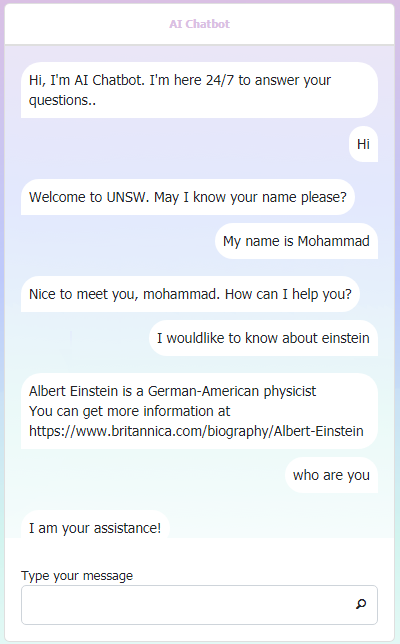 AI Chatbot
Hi, I'm AI Chatbot. I'm here 24/7 to answer your
questions..
Hi
Welcome to UNSW. May I know your name please?
My name is Mohammad
Nice to meet you, mohammad. How can I help you?
I wouldlike to know about einstein
Albert Einstein is a German-American physicist
You can get more information at
https://www.britannica.com/biography/Albert-Einstein
who are you
I am your assistance!
Type your message